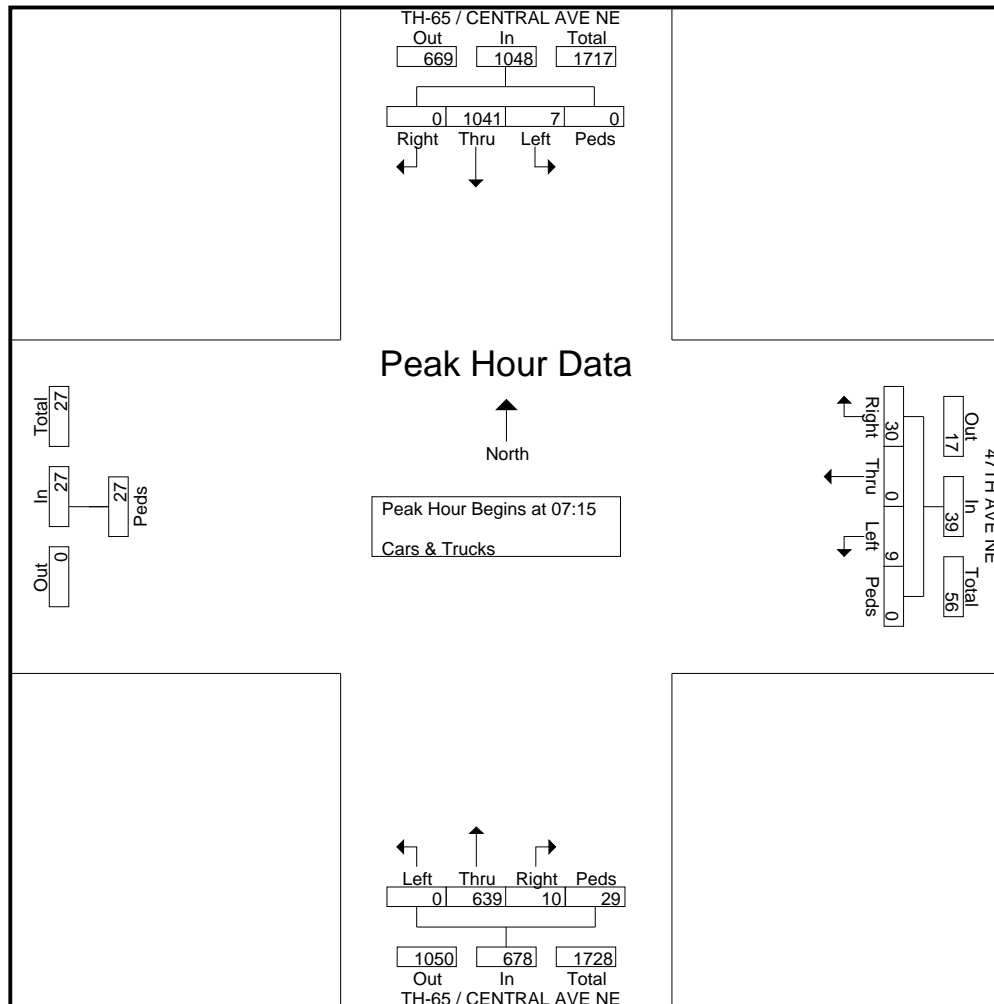 TH-65 / CENTRAL AVE NE
Out In Total
669 1048 1717
0 1041 7 0
Right Thru Left Peds
Peak Hour Data
North
Peak Hour Begins at 07:15
Cars & Trucks
Total 27
In 27
Out 0
27 Peds
Right 30
Thru 0
Left 9
Peds 0
Out 17
In 39
Total 56
47TH AVE NE
Left Thru Right Peds
0 639 10 29
1050 678 1728
Out In Total
TH-65 / CENTRAL AVE NE